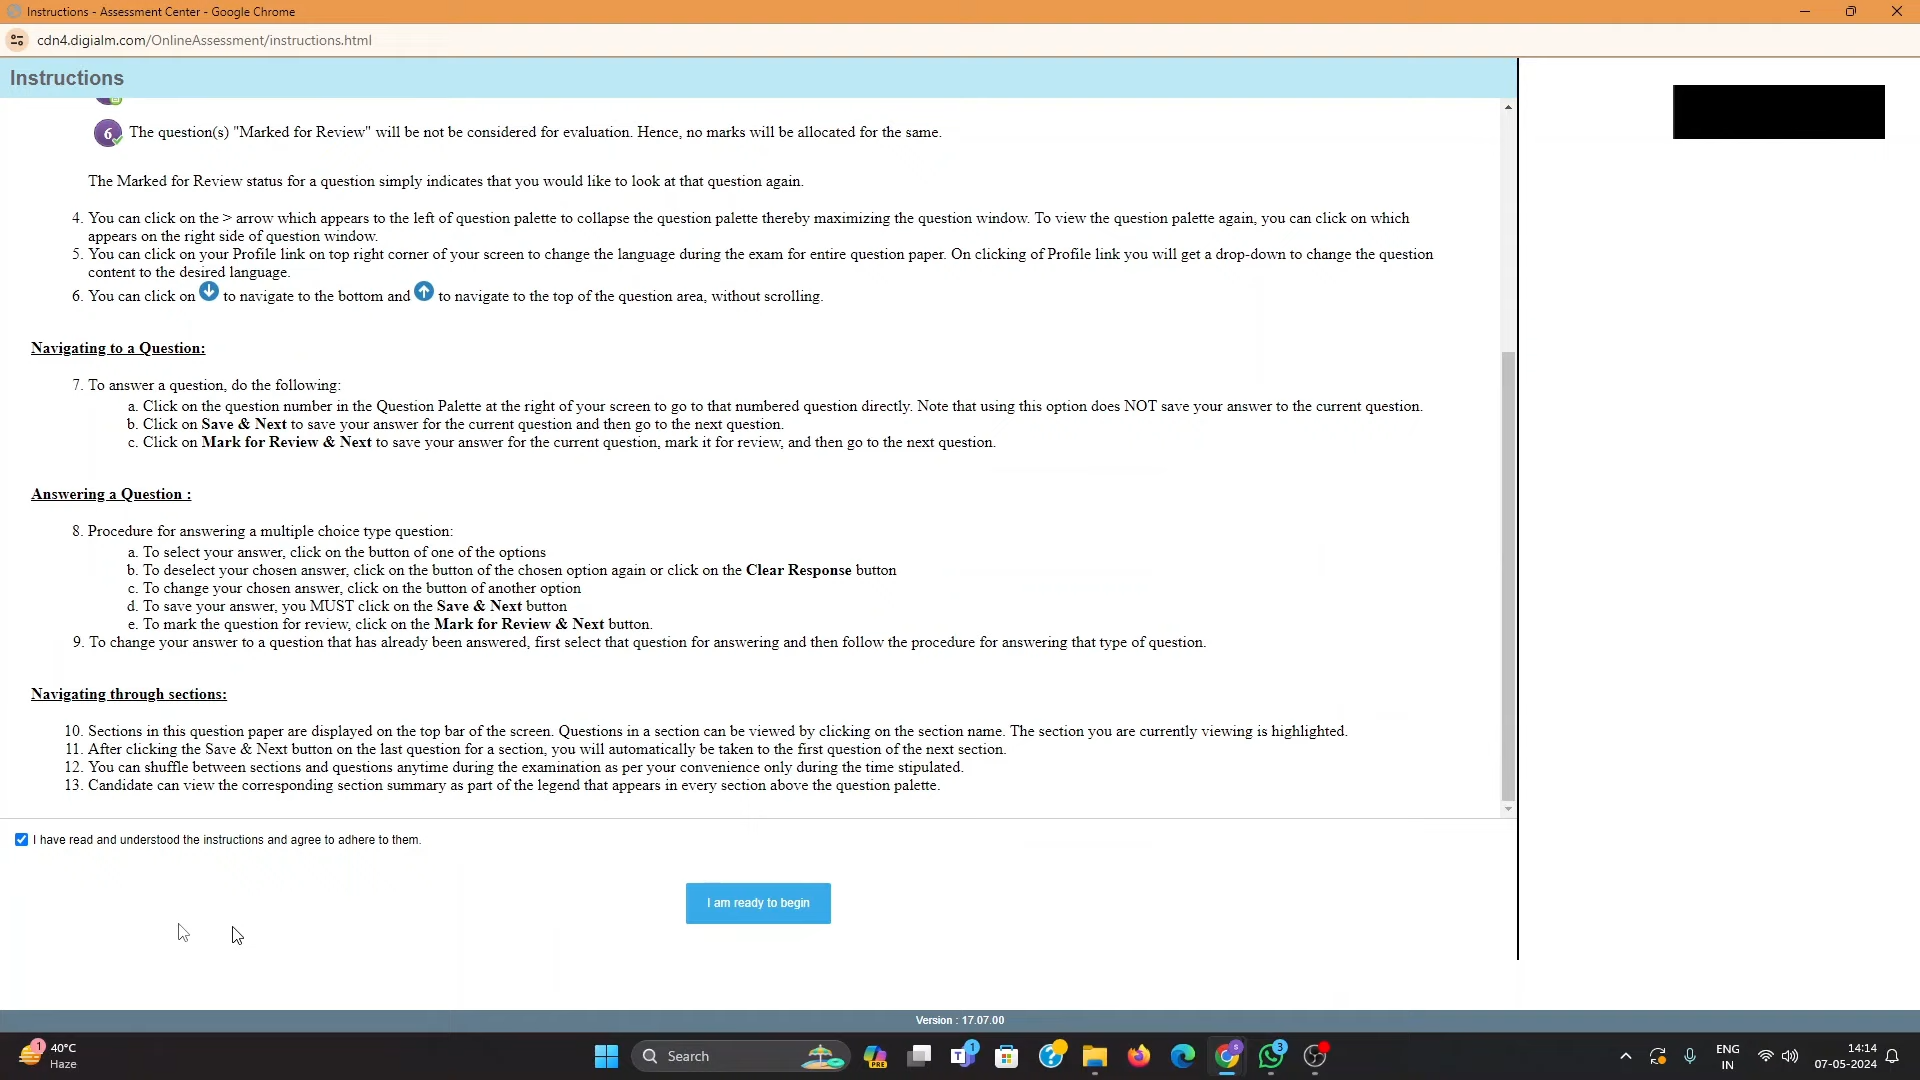 Instructions - Assessment Center - Google Chrome
cdn4.digialm.com/OnlineAssessment/instructions.html
Instructions
6 The question(s) "Marked for Review" will be not be considered for evaluation. Hence, no marks will be allocated for the same.
The Marked for Review status for a question simply indicates that you would like to look at that question again.
4. You can click on the > arrow which appears to the left of question palette to collapse the question palette thereby maximizing the question window. To view the question palette again, you can click on which
appears on the right side of question window.
5. You can click on your Profile link on top right corner of your screen to change the language during the exam for entire question paper. On clicking of Profile link you will get a drop-down to change the question
content to the desired language.
6. You can click on to navigate to the bottom and to navigate to the top of the question area, without scrolling.
Navigating to a Question:
7. To answer a question, do the following:
a. Click on the question number in the Question Palette at the right of your screen to go to that numbered question directly. Note that using this option does NOT save your answer to the current question.
b. Click on Save & Next to save your answer for the current question and then go to the next question.
c. Click on Mark for Review & Next to save your answer for the current question, mark it for review, and then go to the next question.
Answering a Question :
8. Procedure for answering a multiple choice type question:
a. To select your answer, click on the button of one of the options
b. To deselect your chosen answer, click on the button of the chosen option again or click on the Clear Response button
c. To change your chosen answer, click on the button of another option
d. To save your answer, you MUST click on the Save & Next button
e. To mark the question for review, click on the Mark for Review & Next button.
9. To change your answer to a question that has already been answered, first select that question for answering and then follow the procedure for answering that type of question.
Navigating through sections:
10. Sections in this question paper are displayed on the top bar of the screen. Questions in a section can be viewed by clicking on the section name. The section you are currently viewing is highlighted.
11. After clicking the Save & Next button on the last question for a section, you will automatically be taken to the first question of the next section.
12. You can shuffle between sections and questions anytime during the examination as per your convenience only during the time stipulated.
13. Candidate can view the corresponding section summary as part of the legend that appears in every section above the question palette.
I have read and understood the instructions and agree to adhere to them.
I am ready to begin
Version : 17.07.00
1 40°C
Haze
Search
PRE
T 1
3
ENG
IN
14:14
07-05-2024